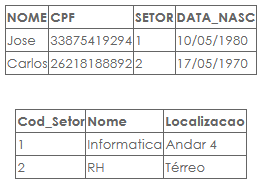 NOME CPF SETOR DATA_NASC
Jose 33875419294 1 10/05/1980
Carlos 26218188892 2 17/05/1970
Cod_Setor Nome Localizacao
1 Informatica Andar 4
2 RH Térreo